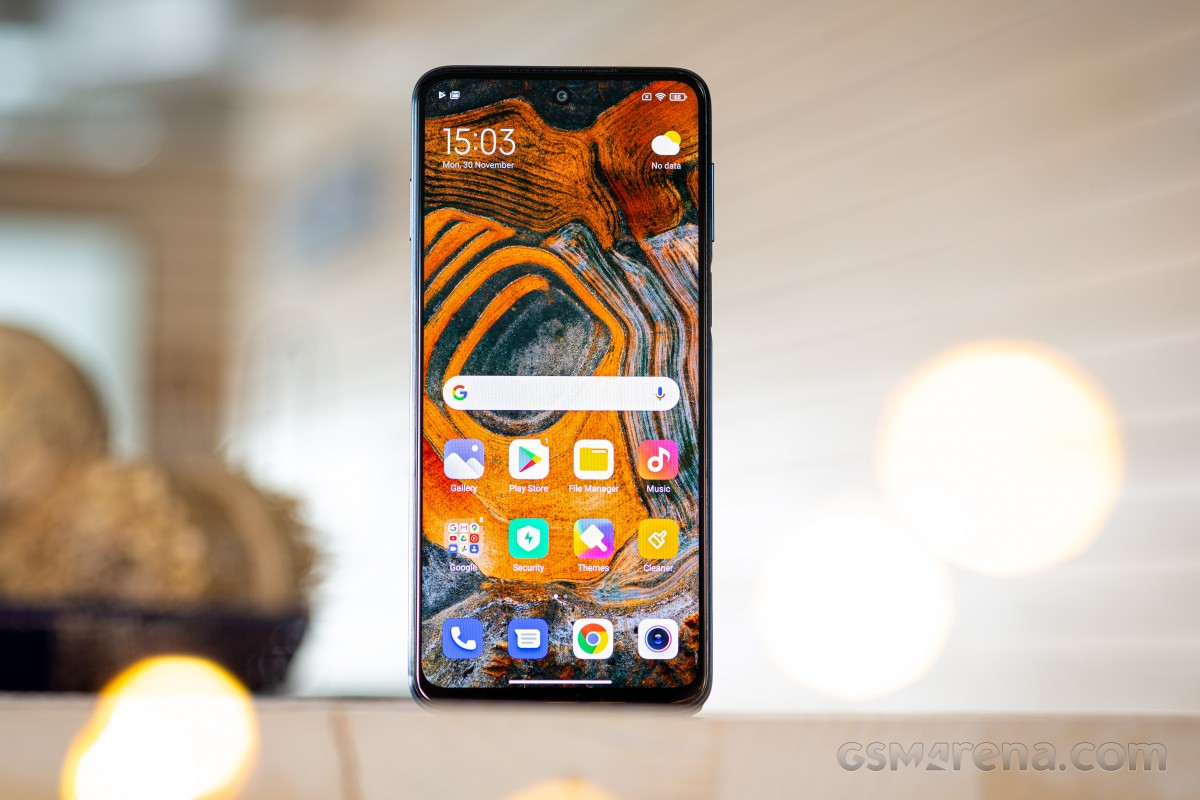 15:03
Mon, 30 November
No data
Gallery
Play Store
File Manager
Music
Google
Security
Themes
Cleaner
GSMArena.com